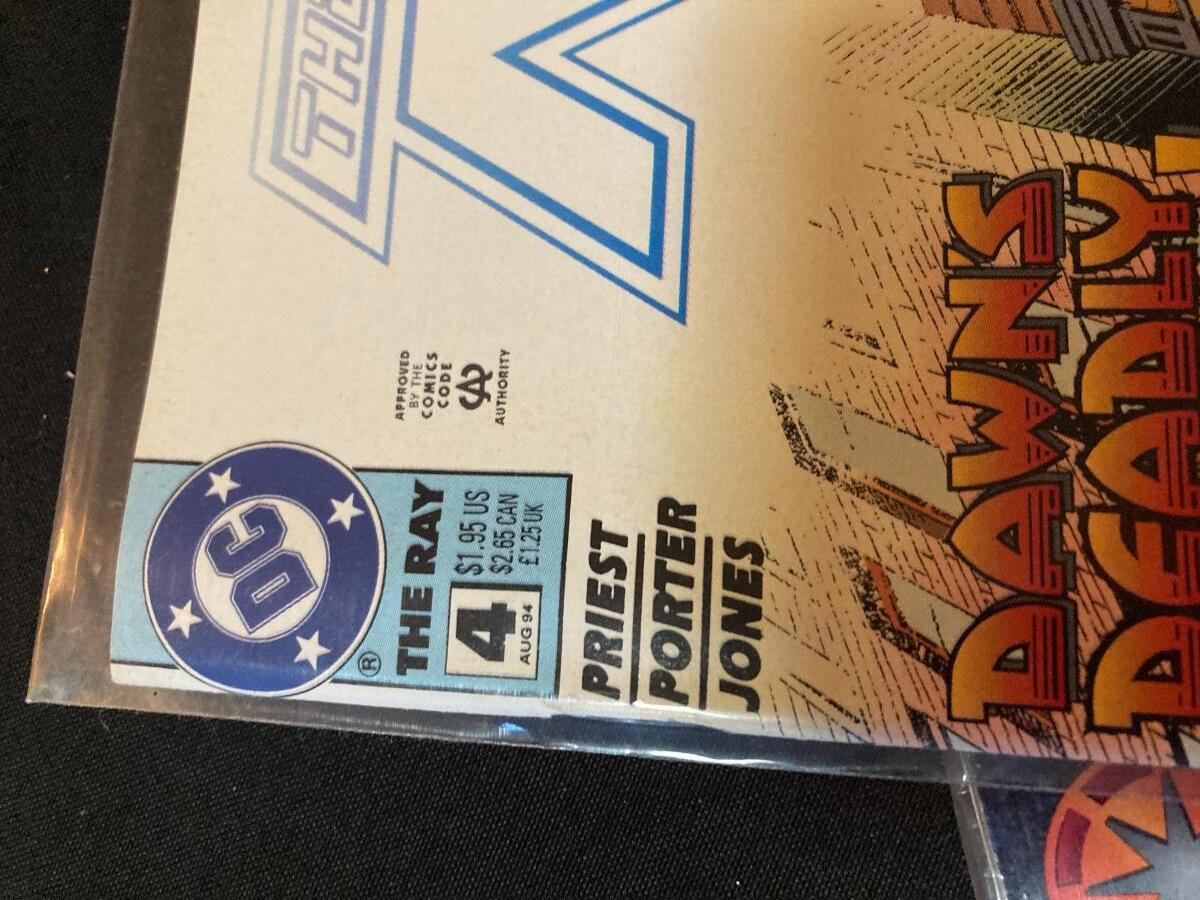 THE
DC
®
THE RAY
4
AUG 94
$1.95 US
$2.65 CAN
£1.25 UK
APPROVED
BY THE
COMICS
CODE
CA
AUTHORITY
PRIEST
PORTER
JONES
DAWN'S
DEADLY